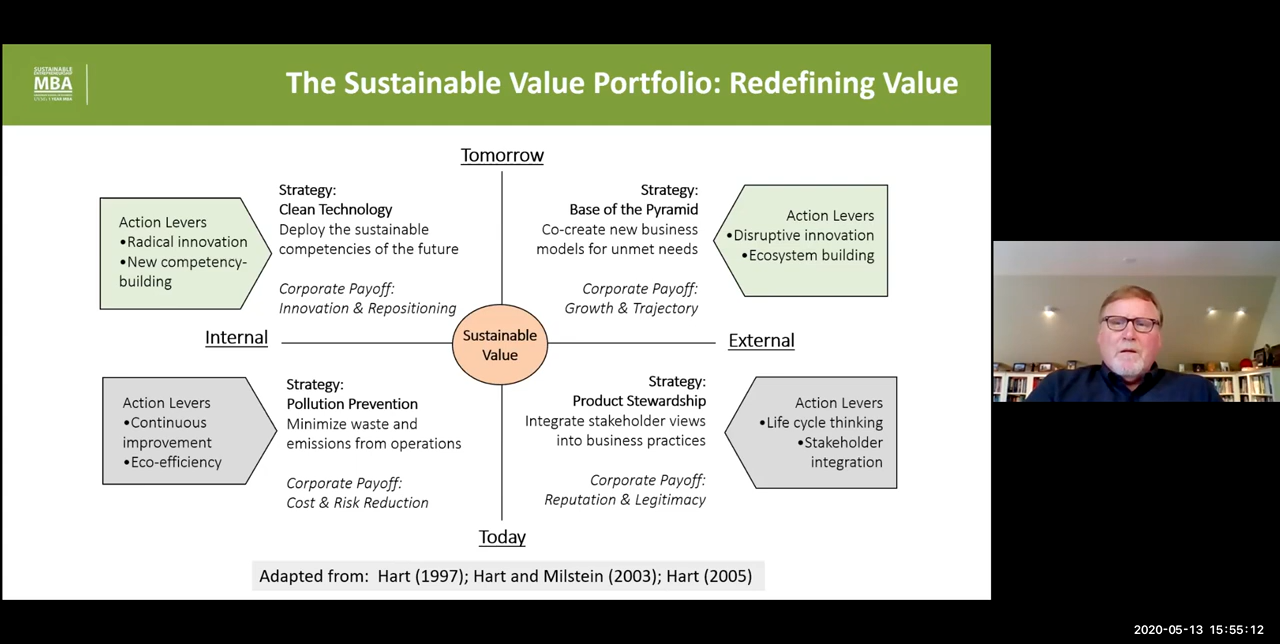 SUSTAINABLE
ENTREPRENEURSHIP
MBA
The Sustainable Value Portfolio: Redefining Value
Tomorrow
Action Levers
•Radical innovation
•New competency-
building
Strategy:
Clean Technology
Deploy the sustainable
competencies of the future
Corporate Payoff:
Innovation & Repositioning
Strategy:
Base of the Pyramid
Co-create new business
models for unmet needs
Corporate Payoff:
Growth & Trajectory
Action Levers
•Disruptive innovation
•Ecosystem building
Internal
Sustainable
Value
External
Action Levers
•Continuous
improvement
•Eco-efficiency
Strategy:
Pollution Prevention
Minimize waste and
emissions from operations
Corporate Payoff:
Cost & Risk Reduction
Strategy:
Product Stewardship
Integrate stakeholder views
into business practices
Corporate Payoff:
Reputation & Legitimacy
Action Levers
•Life cycle thinking
•Stakeholder
integration
Today
Adapted from: Hart (1997); Hart and Milstein (2003); Hart (2005)
2020-05-13 15:55:12